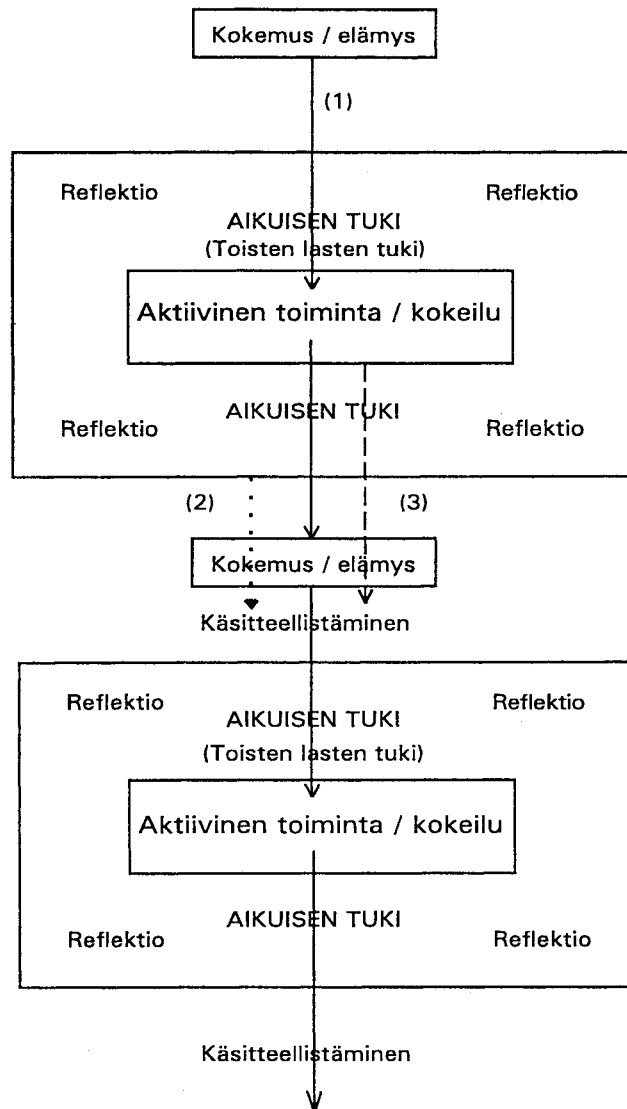 Kokemus / elämys
(1)
Reflektio Reflektio
AIKUISEN TUKI
(Toisten lasten tuki)
Aktiivinen toiminta / kokeilu
AIKUISEN TUKI
Reflektio Reflektio
(2) (3)
Kokemus / elämys
Käsitteellistäminen
Reflektio Reflektio
AIKUISEN TUKI
(Toisten lasten tuki)
Aktiivinen toiminta / kokeilu
AIKUISEN TUKI
Reflektio Reflektio
Käsitteellistäminen